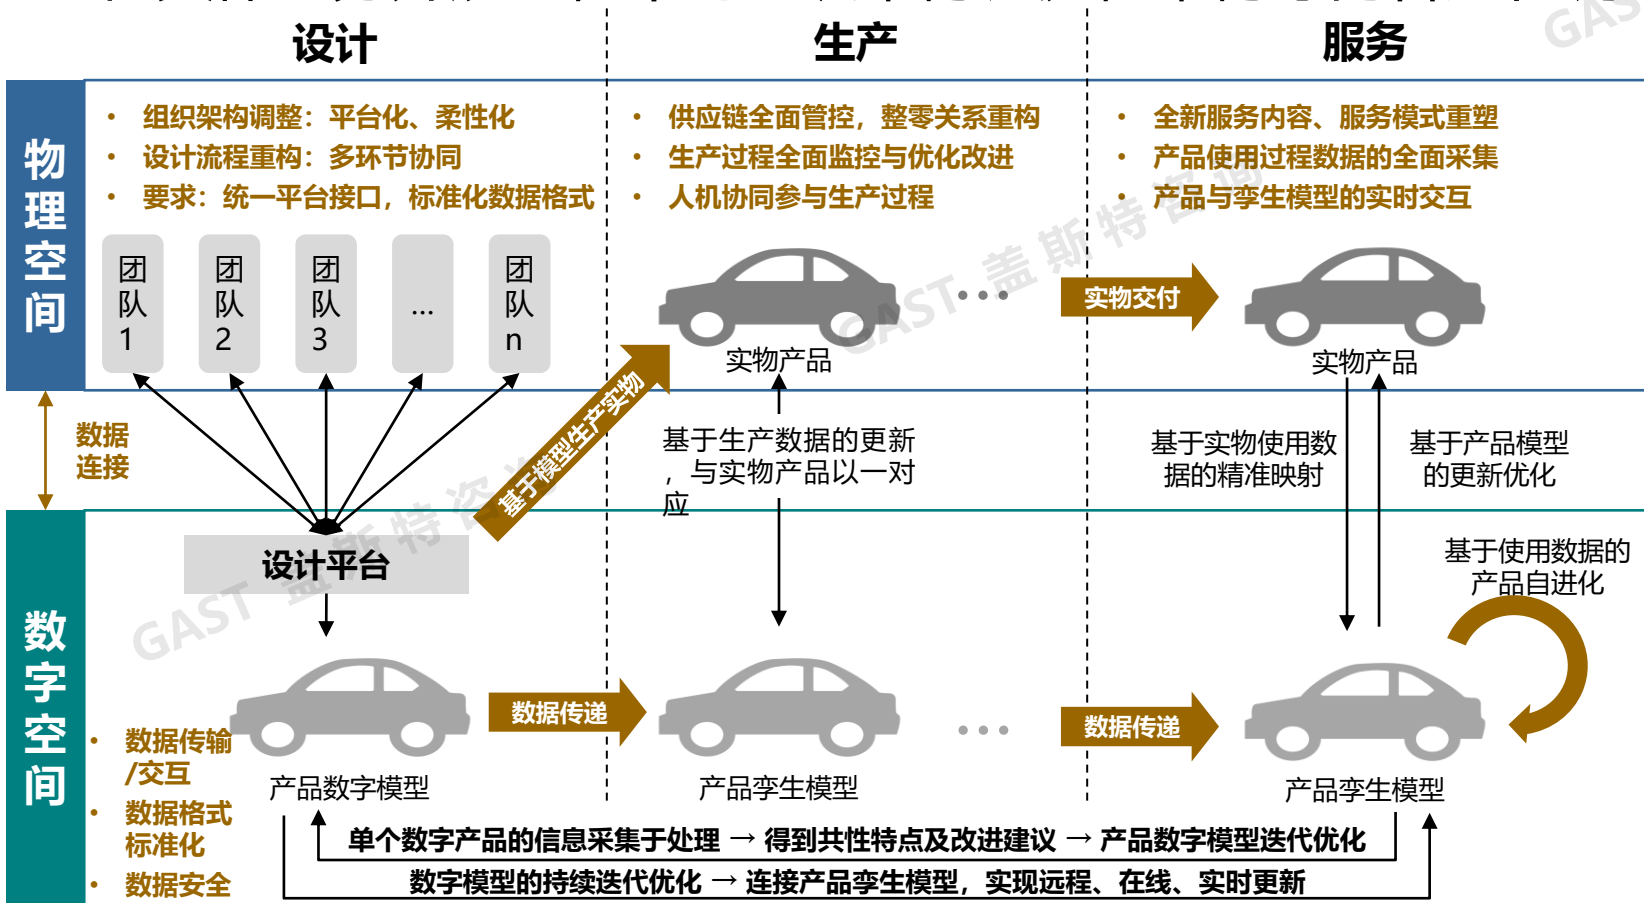 设计
生产
服务
物理空间
• 组织架构调整：平台化、柔性化
• 设计流程重构：多环节协同
• 要求：统一平台接口，标准化数据格式
• 供应链全面管控，整零关系重构
• 生产过程全面监控与优化改进
• 人机协同参与生产过程
• 全新服务内容、服务模式重塑
• 产品使用过程数据的全面采集
• 产品与孪生模型的实时交互
团队1
团队2
团队3
...
团队n
...
实物交付
实物产品
实物产品
基于模型生产实物
数据
连接
基于生产数据的更新
，与实物产品以一对
应
基于实物使用数
据的精准映射
基于产品模型
的更新优化
设计平台
基于使用数据的
产品自进化
数字空间
数据传递
...
数据传递
产品数字模型
产品孪生模型
产品孪生模型
• 数据传输
/交互
• 数据格式
标准化
• 数据安全
单个数字产品的信息采集于处理 → 得到共性特点及改进建议 → 产品数字模型迭代优化
数字模型的持续迭代优化 → 连接产品孪生模型，实现远程、在线、实时更新
GAST 盖斯特咨询
GAST 盖斯特咨
GAS